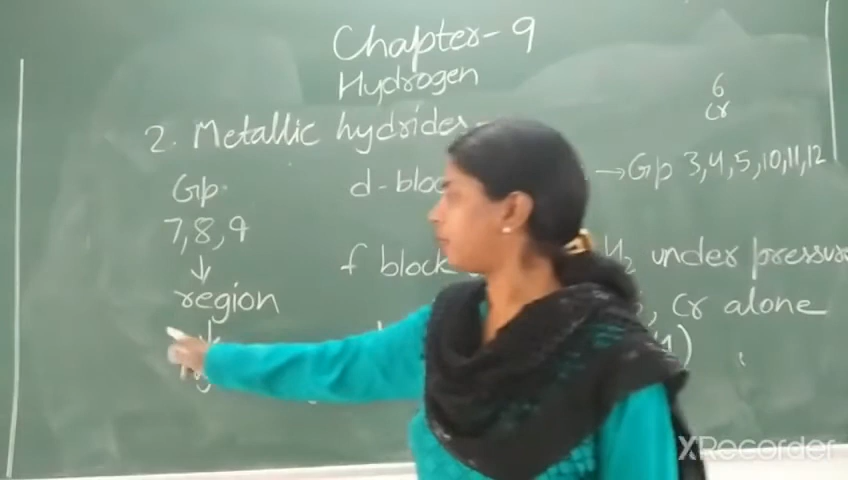 Chapter-9
Hydrogen
6
Cr
2. Metallic hydrides-
Gp.
7,8,9
↓
region
d-bloc
→Gp 3,4,5,10,11,12
f block
H2 under pressure
, Cr alone
XRecorder